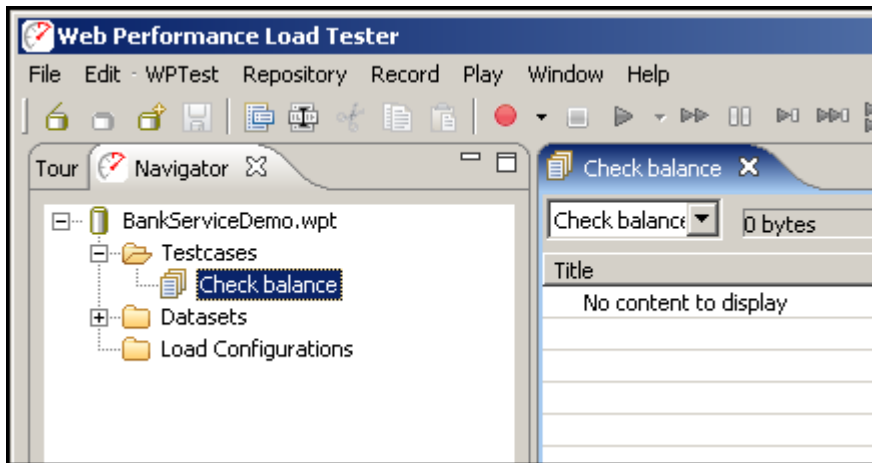 Web Performance Load Tester
File Edit WPTest Repository Record Play Window Help
Tour Navigator
BankServiceDemo.wpt
Testcases
Check balance
Datasets
Load Configurations
Check balance
Check balance 0 bytes
Title
No content to display